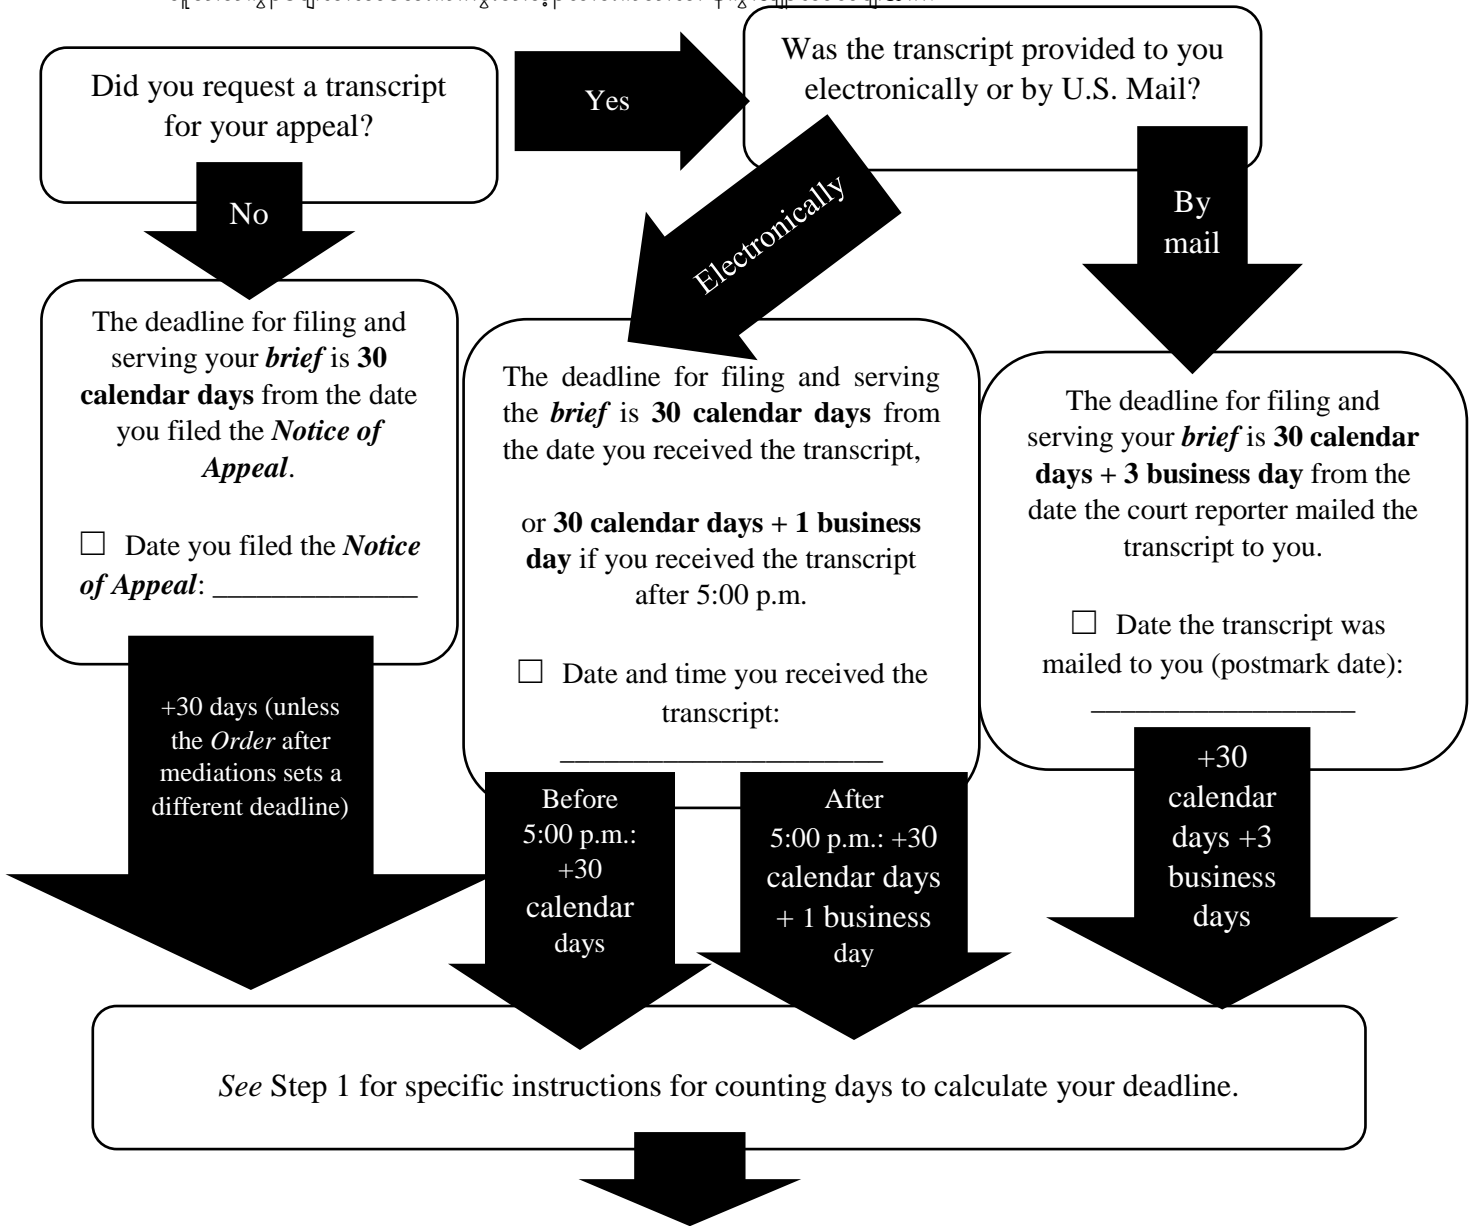 Did you request a transcript
for your appeal?
Yes
Was the transcript provided to you
electronically or by U.S. Mail?
No
Electronically
By
mail
The deadline for filing and
serving your brief is 30
calendar days from the date
you filed the Notice of
Appeal.
☐ Date you filed the Notice
of Appeal: ______________
The deadline for filing and serving
the brief is 30 calendar days from
the date you received the transcript,
or 30 calendar days + 1 business
day if you received the transcript
after 5:00 p.m.
☐ Date and time you received the
transcript:
______________________
The deadline for filing and
serving your brief is 30 calendar
days + 3 business day from the
date the court reporter mailed the
transcript to you.
☐ Date the transcript was
mailed to you (postmark date):
__________________
+30 days (unless
the Order after
mediations sets a
different deadline)
Before
5:00 p.m.:
+30
calendar
days
After
5:00 p.m.: +30
calendar days
+ 1 business
day
+30
calendar
days +3
business
days
See Step 1 for specific instructions for counting days to calculate your deadline.